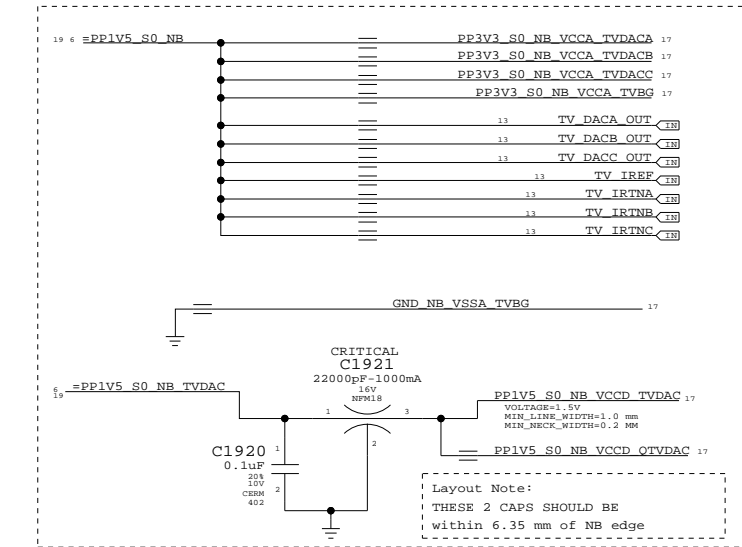 19 6 =PP1V5_S0_NB
PP3V3_S0_NB_VCCA_TVDACA 17
PP3V3_S0_NB_VCCA_TVDACB 17
PP3V3_S0_NB_VCCA_TVDACC 17
PP3V3_S0_NB_VCCA_TVBG 17
13 TV_DACA_OUT IN
13 TV_DACB_OUT IN
13 TV_DACC_OUT IN
13 TV_IREF IN
13 TV_IRTNA IN
13 TV_IRTNB IN
13 TV_IRTNC IN
GND_NB_VSSA_TVBG 17
CRITICAL
C1921
22000pF-1000mA
16V
NFM18
6 19 =PP1V5_S0_NB_TVDAC
1 3
2
PP1V5_S0_NB_VCCD_TVDAC 17
VOLTAGE=1.5V
MIN_LINE_WIDTH=1.0 mm
MIN_NECK_WIDTH=0.2 MM
PP1V5_S0_NB_VCCD_QTVDAC 17
C1920 1
0.1uF
20%
10V
CERM 2
402
Layout Note:
THESE 2 CAPS SHOULD BE
within 6.35 mm of NB edge